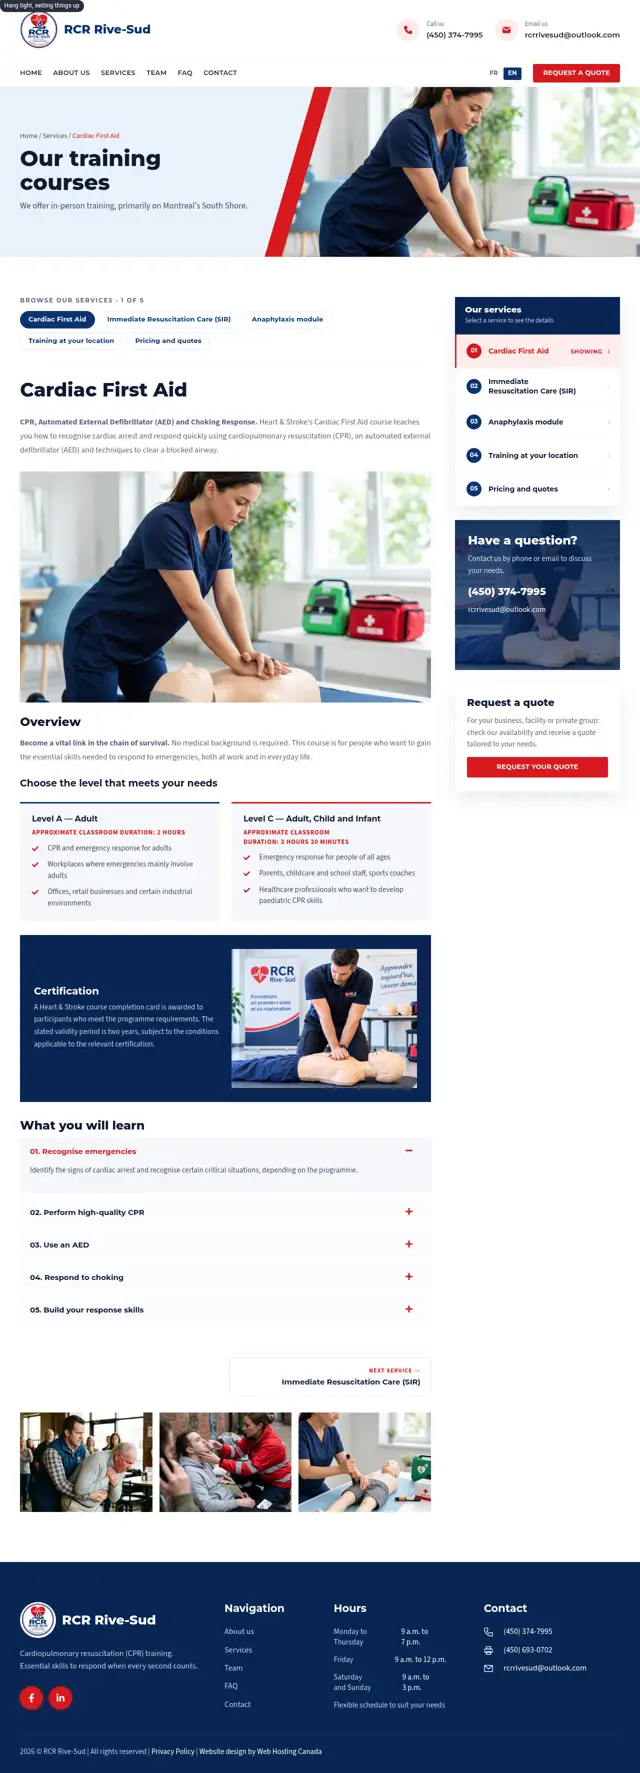 Hang tight, setting things up
RCR
RIVE-SUD
RCR Rive-Sud
Call us
(450) 374-7995
Email us
rcrrivesud@outlook.com
HOME
ABOUT US
SERVICES
TEAM
FAQ
CONTACT
FR
EN
REQUEST A QUOTE
Home / Services / Cardiac First Aid
Our training
courses
We offer in-person training, primarily on Montreal's South Shore.
BROWSE OUR SERVICES - 1 OF 5
Cardiac First Aid
Immediate Resuscitation Care (SIR)
Anaphylaxis module
Training at your location
Pricing and quotes
Cardiac First Aid
CPR, Automated External Defibrillator (AED) and Choking Response. Heart & Stroke's Cardiac First Aid course teaches
you how to recognise cardiac arrest and respond quickly using cardiopulmonary resuscitation (CPR), an automated external
defibrillator (AED) and techniques to clear a blocked airway.
Overview
Become a vital link in the chain of survival. No medical background is required. This course is for people who want to gain
the essential skills needed to respond to emergencies, both at work and in everyday life.
Choose the level that meets your needs
Level A — Adult
APPROXIMATE CLASSROOM DURATION: 2 HOURS
CPR and emergency response for adults
Workplaces where emergencies mainly involve
adults
Offices, retail businesses and certain industrial
environments
Level C — Adult, Child and Infant
APPROXIMATE CLASSROOM
DURATION: 3 HOURS 30 MINUTES
Emergency response for people of all ages
Parents, childcare and school staff, sports coaches
Healthcare professionals who want to develop
paediatric CPR skills
Certification
A Heart & Stroke course completion card is awarded to
participants who meet the programme requirements. The
stated validity period is two years, subject to the conditions
applicable to the relevant certification.
RCR
Rive-Sud
Formations
en premiers soins
et en réanimation
Apprendre
aujourd'hui,
sauver demain
What you will learn
01. Recognise emergencies
Identify the signs of cardiac arrest and recognise certain critical situations, depending on the programme.
02. Perform high-quality CPR
03. Use an AED
04. Respond to choking
05. Build your response skills
NEXT SERVICE →
Immediate Resuscitation Care (SIR)
Our services
Select a service to see the details
01 Cardiac First Aid SHOWING ›
02 Immediate
Resuscitation Care (SIR) ›
03 Anaphylaxis module ›
04 Training at your location ›
05 Pricing and quotes ›
Have a question?
Contact us by phone or email to discuss
your needs.
(450) 374-7995
rcrrivesud@outlook.com
Request a quote
For your business, facility or private group:
check our availability and receive a quote
tailored to your needs.
REQUEST YOUR QUOTE
RCR
RIVE-SUD
RCR Rive-Sud
Cardiopulmonary resuscitation (CPR) training.
Essential skills to respond when every second counts.
Navigation
About us
Services
Team
FAQ
Contact
Hours
Monday to
Thursday
9 a.m. to
7 p.m.
Friday
9 a.m. to 12 p.m.
Saturday
and Sunday
9 a.m. to
3 p.m.
Flexible schedule to suit your needs
Contact
(450) 374-7995
(450) 693-0702
rcrrivesud@outlook.com
2026 © RCR Rive-Sud | All rights reserved | Privacy Policy | Website design by Web Hosting Canada